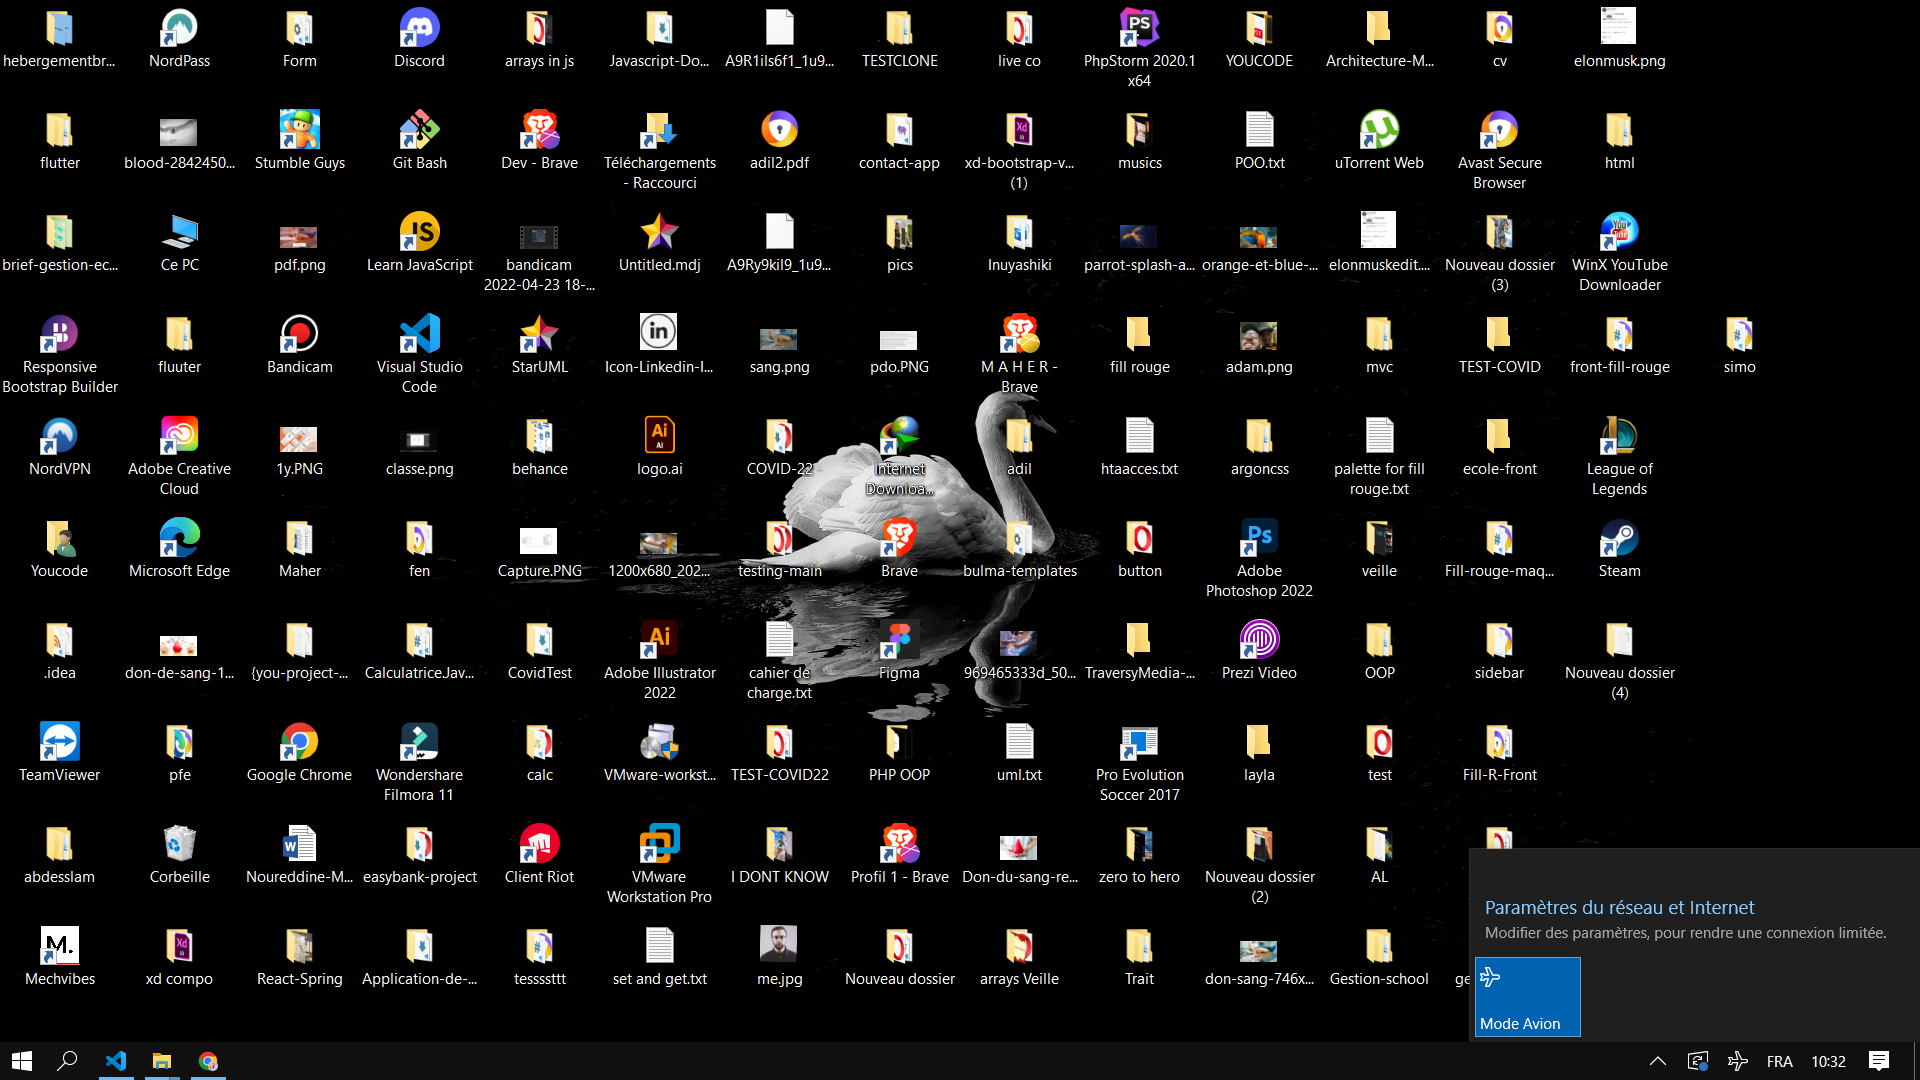 hebergementbr...
NordPass
Form
Discord
arrays in js
Javascript-Do...
A9R1ils6f1_1u9...
TESTCLONE
live co
PhpStorm 2020.1
x64
YOUCODE
Architecture-M...
cv
elonmusk.png
flutter
blood-2842450...
Stumble Guys
Git Bash
Dev - Brave
Téléchargements
- Raccourci
adil2.pdf
contact-app
xd-bootstrap-v...
(1)
musics
POO.txt
uTorrent Web
Avast Secure
Browser
html
brief-gestion-ec...
Ce PC
pdf.png
Learn JavaScript
bandicam
2022-04-23 18-...
Untitled.mdj
A9Ry9kil9_1u9...
pics
Inuyashiki
parrot-splash-a...
orange-et-blue-...
elonmuskedit....
Nouveau dossier
(3)
WinX YouTube
Downloader
Responsive
Bootstrap Builder
fluuter
Bandicam
Visual Studio
Code
StarUML
Icon-Linkedin-I...
sang.png
pdo.PNG
M A H E R -
Brave
fill rouge
adam.png
mvc
TEST-COVID
front-fill-rouge
simo
NordVPN
Adobe Creative
Cloud
1y.PNG
classe.png
behance
logo.ai
COVID-22
Internet
Downloa...
adil
htaacces.txt
argoncss
palette for fill
rouge.txt
ecole-front
League of
Legends
Youcode
Microsoft Edge
Maher
fen
Capture.PNG
1200x680_202...
testing-main
Brave
bulma-templates
button
Adobe
Photoshop 2022
veille
Fill-rouge-maq...
Steam
.idea
don-de-sang-1...
{you-project-...
Calculatrice.Jav...
CovidTest
Adobe Illustrator
2022
cahier de
charge.txt
Figma
969465333d_50...
TraversyMedia-...
Prezi Video
OOP
sidebar
Nouveau dossier
(4)
TeamViewer
pfe
Google Chrome
Wondershare
Filmora 11
calc
VMware-workst...
TEST-COVID22
PHP OOP
uml.txt
Pro Evolution
Soccer 2017
layla
test
Fill-R-Front
abdesslam
Corbeille
Noureddine-M...
easybank-project
Client Riot
VMware
Workstation Pro
I DONT KNOW
Profil 1 - Brave
Don-du-sang-re...
zero to hero
Nouveau dossier
(2)
AL
Mechvibes
xd compo
React-Spring
Application-de-...
tessssttt
set and get.txt
me.jpg
Nouveau dossier
arrays Veille
Trait
don-sang-746x...
Gestion-school
Paramètres du réseau et Internet
Modifier des paramètres, pour rendre une connexion limitée.
Mode Avion
FRA
10:32